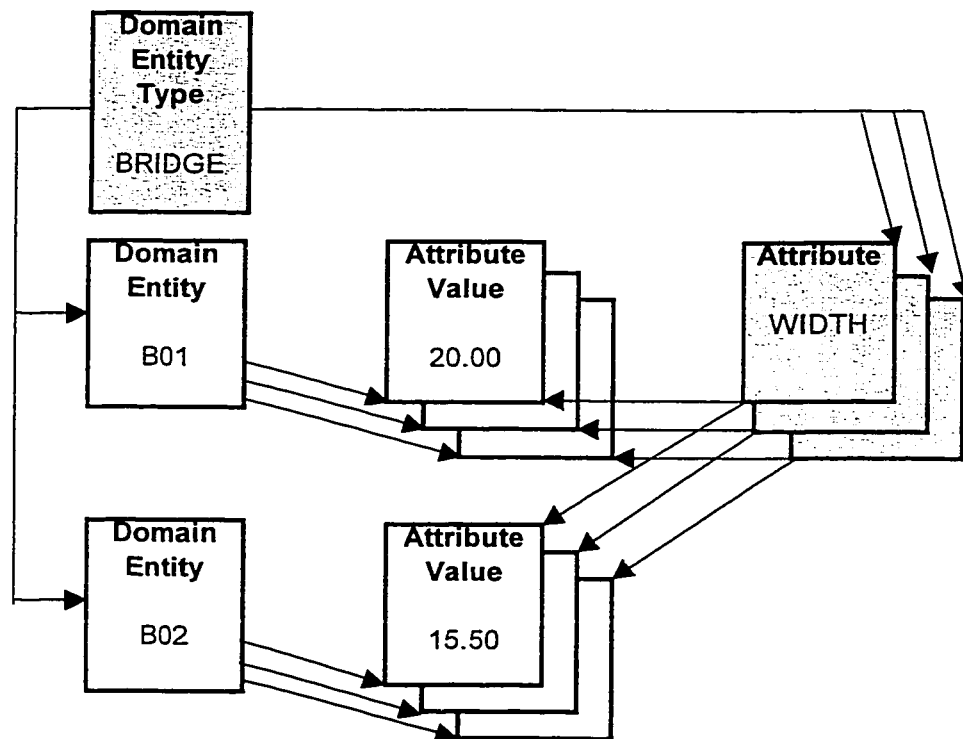 Domain
Entity
Type
BRIDGE
Domain
Entity
B01
Attribute
Value
20.00
Attribute
WIDTH
Domain
Entity
B02
Attribute
Value
15.50